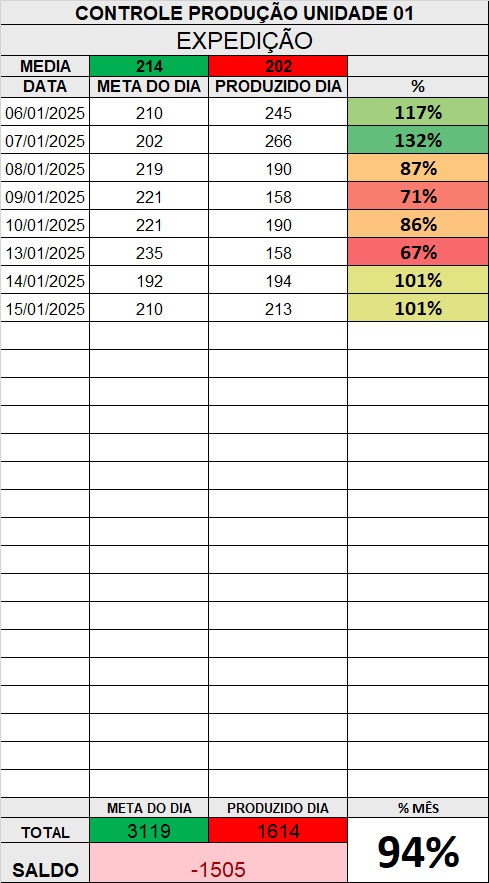 CONTROLE PRODUÇÃO UNIDADE 01
EXPEDIÇÃO
MEDIA 214 202
DATA META DO DIA PRODUZIDO DIA %
06/01/2025 210 245 117%
07/01/2025 202 266 132%
08/01/2025 219 190 87%
09/01/2025 221 158 71%
10/01/2025 221 190 86%
13/01/2025 235 158 67%
14/01/2025 192 194 101%
15/01/2025 210 213 101%
META DO DIA PRODUZIDO DIA % MÊS
TOTAL 3119 1614 94%
SALDO -1505